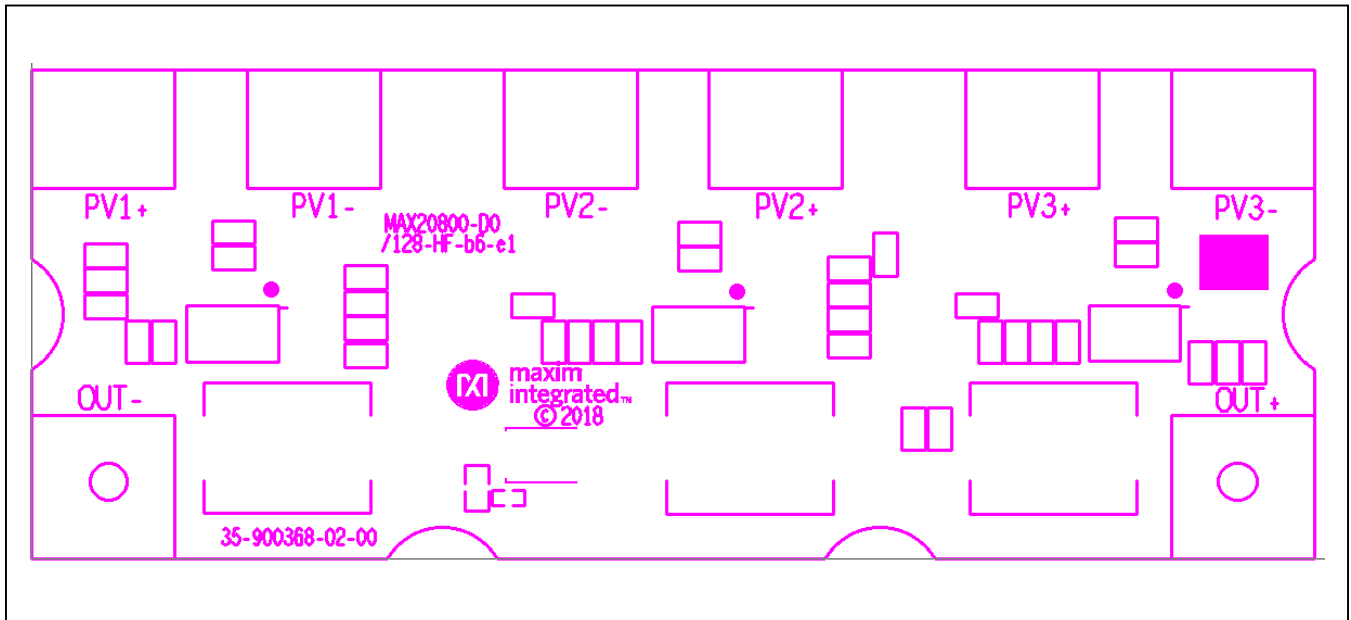 PV1+ PV1- PV2- PV2+ PV3+ PV3-
MAX20800-D0
/128-HF-b6-e1
maxim
integrated™
© 2018
OUT- OUT+
35-900368-02-00